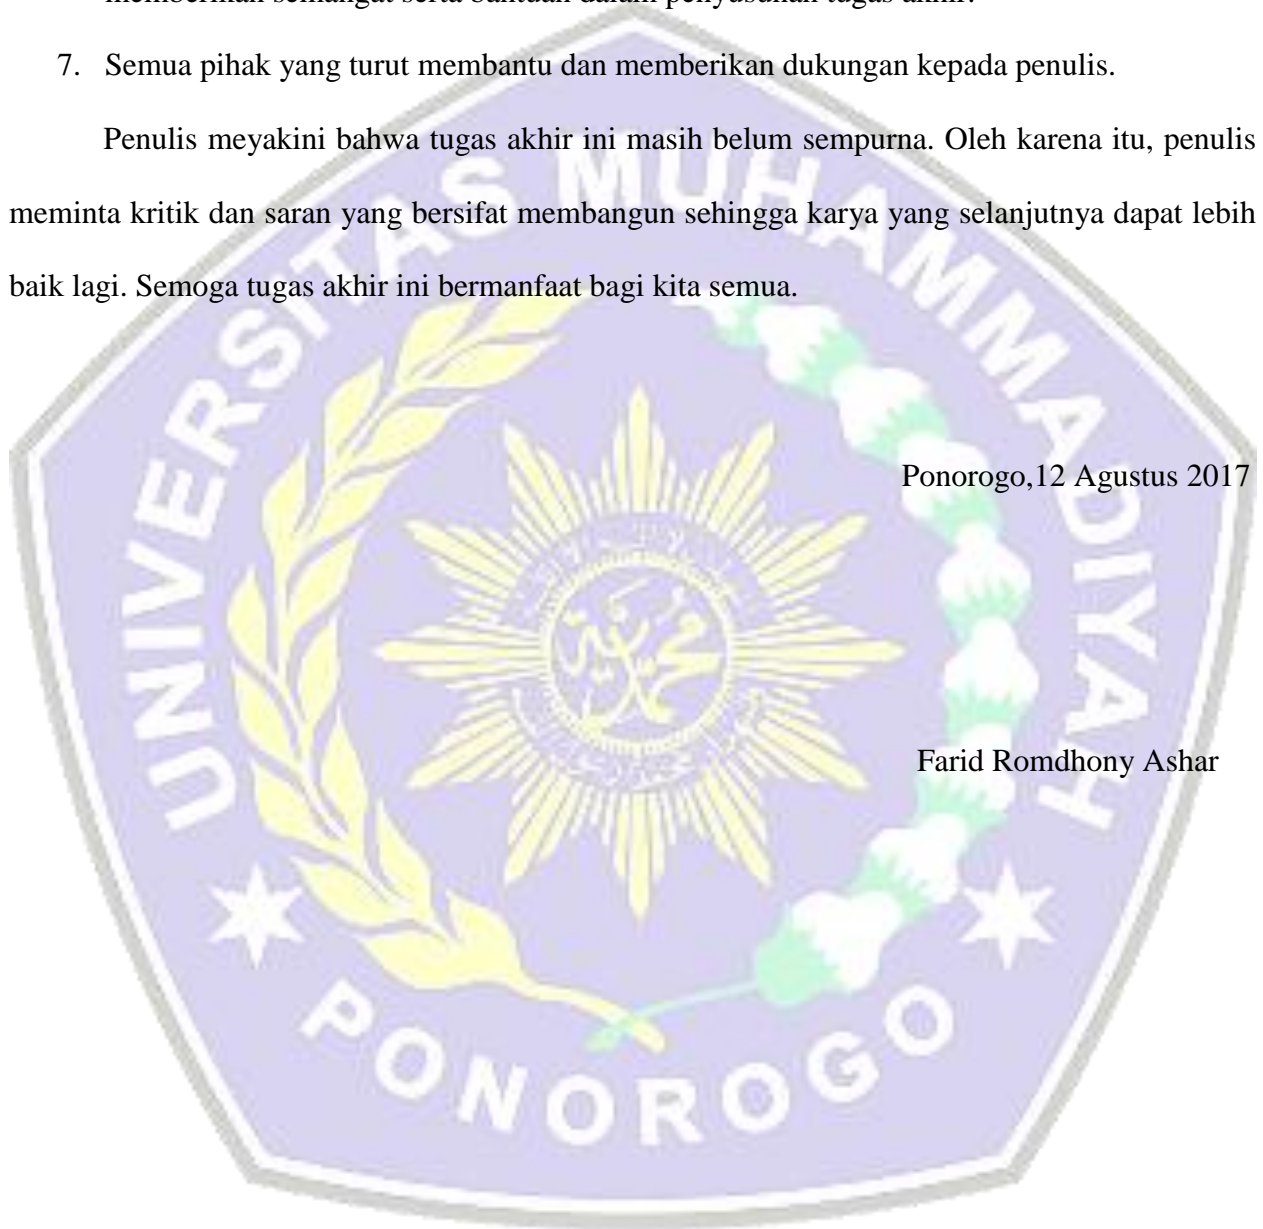 memberikan semangat serta bantuan dalam penyusunan tugas akhir.
7. Semua pihak yang turut membantu dan memberikan dukungan kepada penulis.
Penulis meyakini bahwa tugas akhir ini masih belum sempurna. Oleh karena itu, penulis
meminta kritik dan saran yang bersifat membangun sehingga karya yang selanjutnya dapat lebih
baik lagi. Semoga tugas akhir ini bermanfaat bagi kita semua.
Ponorogo,12 Agustus 2017
Farid Romdhony Ashar
UNIVERSITAS MUHAMMADIYAH
PONOROGO